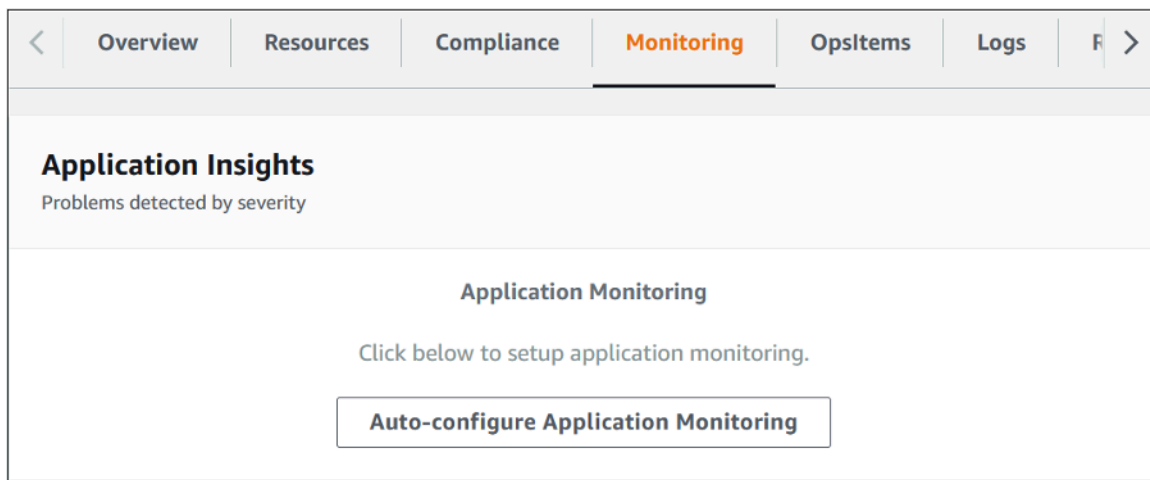 Overview Resources Compliance Monitoring OpsItems Logs
Application Insights
Problems detected by severity
Application Monitoring
Click below to setup application monitoring.
Auto-configure Application Monitoring